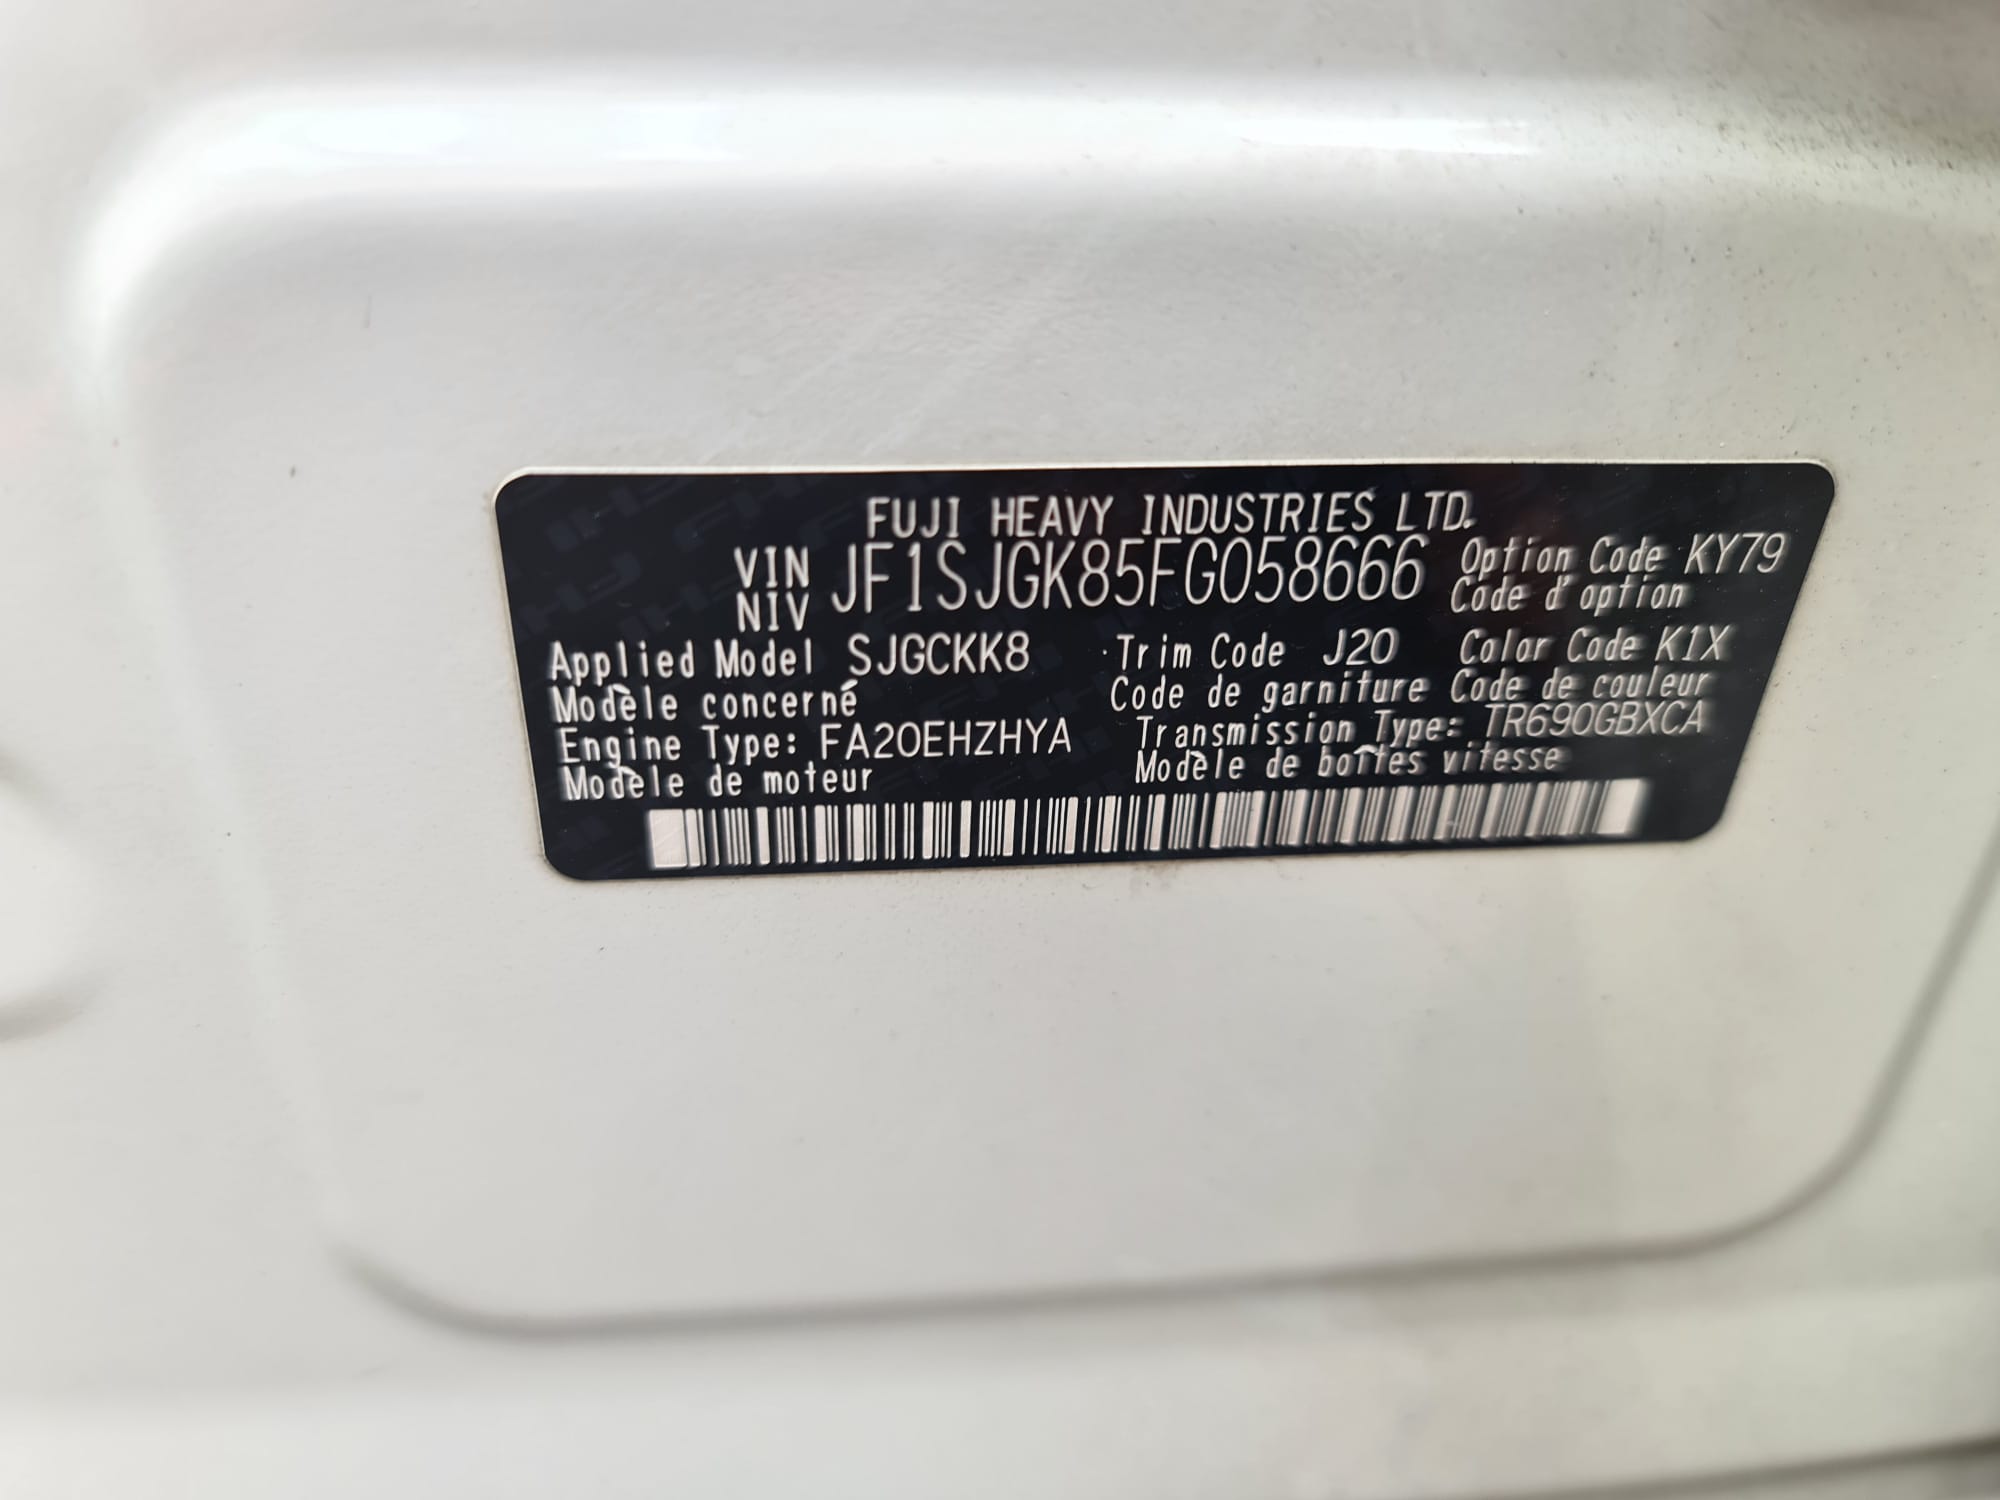 FUJI HEAVY INDUSTRIES LTD.
VIN JF1SJGK85FG058666 Option Code KY79
NIV Code d'option
Applied Model SJGCKK8 Trim Code J20 Color Code K1X
Modèle concerné Code de garniture Code de couleur
Engine Type: FA20EHZHYA Transmission Type: TR690GBXCA
Modèle de moteur Modèle de boîtes vitesse